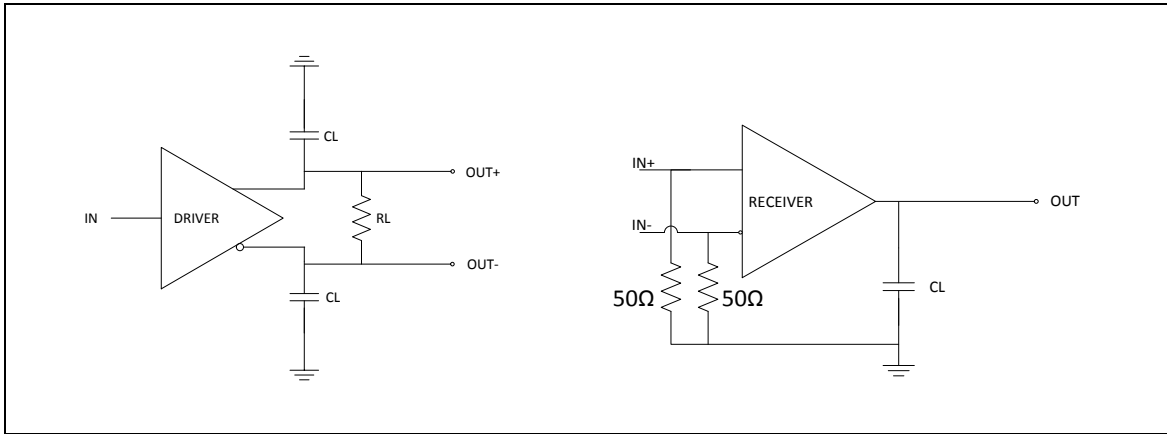 CL
OUT+
IN
DRIVER
RL
OUT-
CL
IN+
RECEIVER
OUT
IN-
50Ω
50Ω
CL